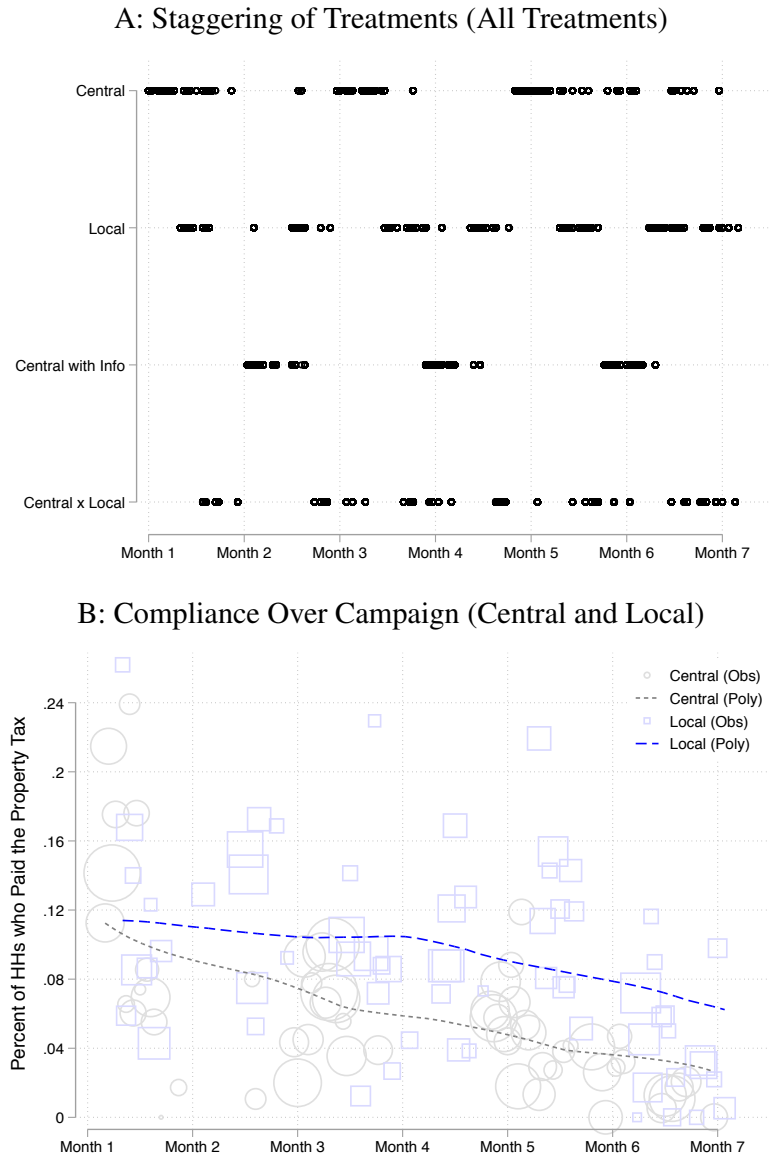 A: Staggering of Treatments (All Treatments)
Central
Local
Central with Info
Central x Local
Month 1 Month 2 Month 3 Month 4 Month 5 Month 6 Month 7
B: Compliance Over Campaign (Central and Local)
Percent of HHs who Paid the Property Tax
.24
.2
.16
.12
.08
.04
0
Central (Obs)
Central (Poly)
Local (Obs)
Local (Poly)
Month 1 Month 2 Month 3 Month 4 Month 5 Month 6 Month 7